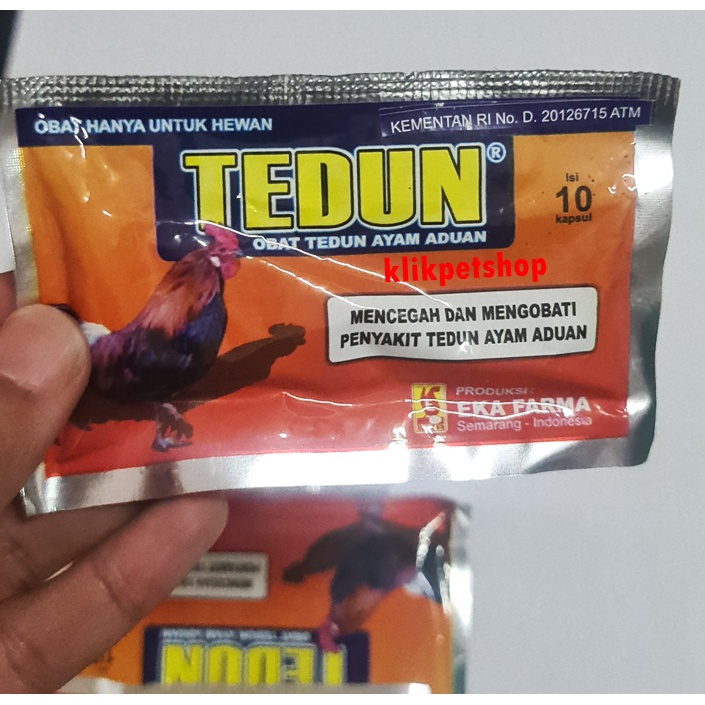 OBAT HANYA UNTUK HEWAN
KEMENTAN RI No. D. 20126715 ATM
TEDUN®
OBAT TEDUN AYAM ADUAN
Isi
10
kapsul
klikpetshop
MENCEGAH DAN MENGOBATI
PENYAKIT TEDUN AYAM ADUAN
PRODUKSI :
EKA FARMA
Semarang - Indonesia
TEDUN